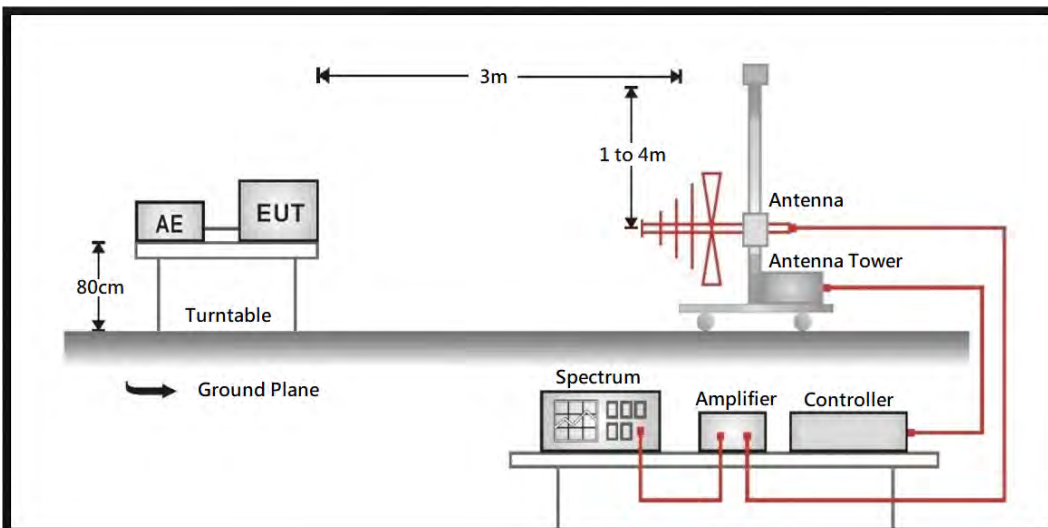 3m
1 to 4m
AE
EUT
Antenna
Antenna Tower
80cm
Turntable
Ground Plane
Spectrum
Amplifier
Controller